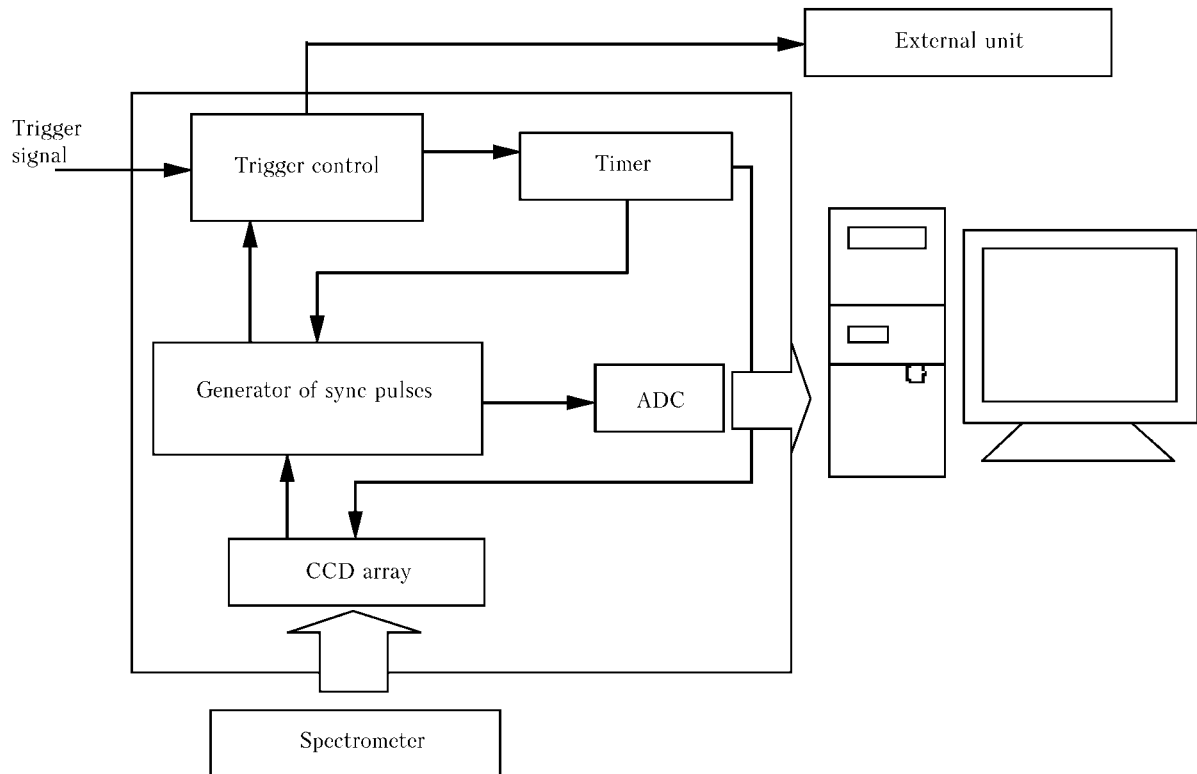 External unit
Trigger
signal
Trigger control
Timer
Generator of sync pulses
ADC
CCD array
Spectrometer